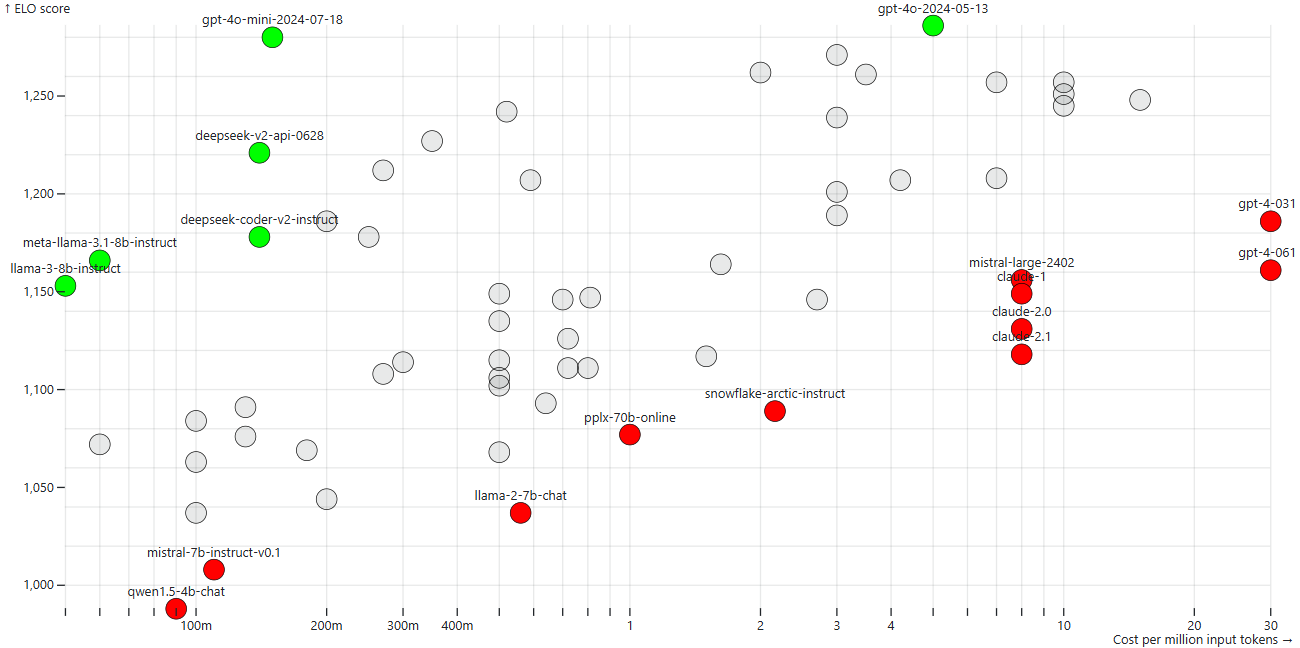 ↑ ELO score
gpt-4o-mini-2024-07-18
gpt-4o-2024-05-13
1,250
deepseek-v2-api-0628
1,200
gpt-4-031
deepseek-coder-v2-instruct
meta-llama-3.1-8b-instruct
gpt-4-061
llama-3-8b-instruct
mistral-large-2402
claude-1
1,150
claude-2.0
claude-2.1
1,100
snowflake-arctic-instruct
pplx-70b-online
1,050
llama-2-7b-chat
mistral-7b-instruct-v0.1
1,000
qwen1.5-4b-chat
100m 200m 300m 400m 1 2 3 4 10 20 30
Cost per million input tokens →